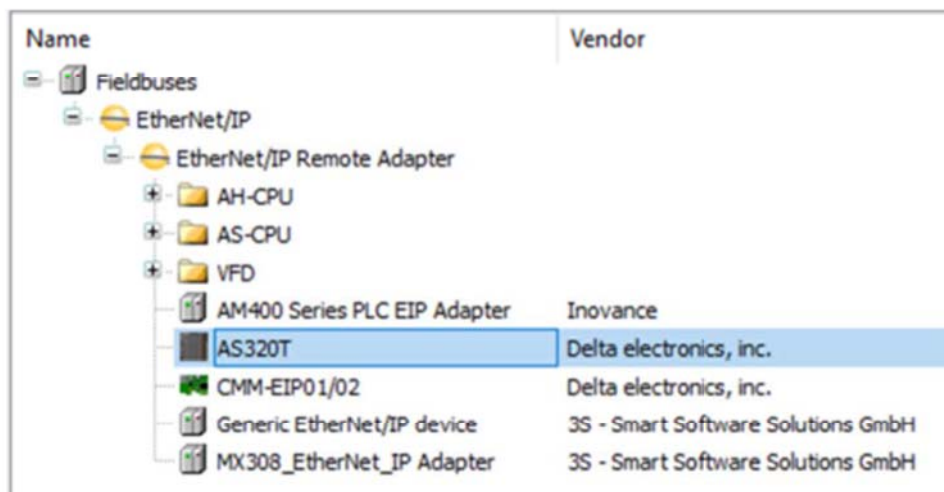 Name Vendor
Fieldbuses
EtherNet/IP
EtherNet/IP Remote Adapter
AH-CPU
AS-CPU
VFD
AM400 Series PLC EIP Adapter Inovance
AS320T Delta electronics, inc.
CMM-EIP01/02 Delta electronics, inc.
Generic EtherNet/IP device 3S - Smart Software Solutions GmbH
MX308_EtherNet_IP Adapter 3S - Smart Software Solutions GmbH